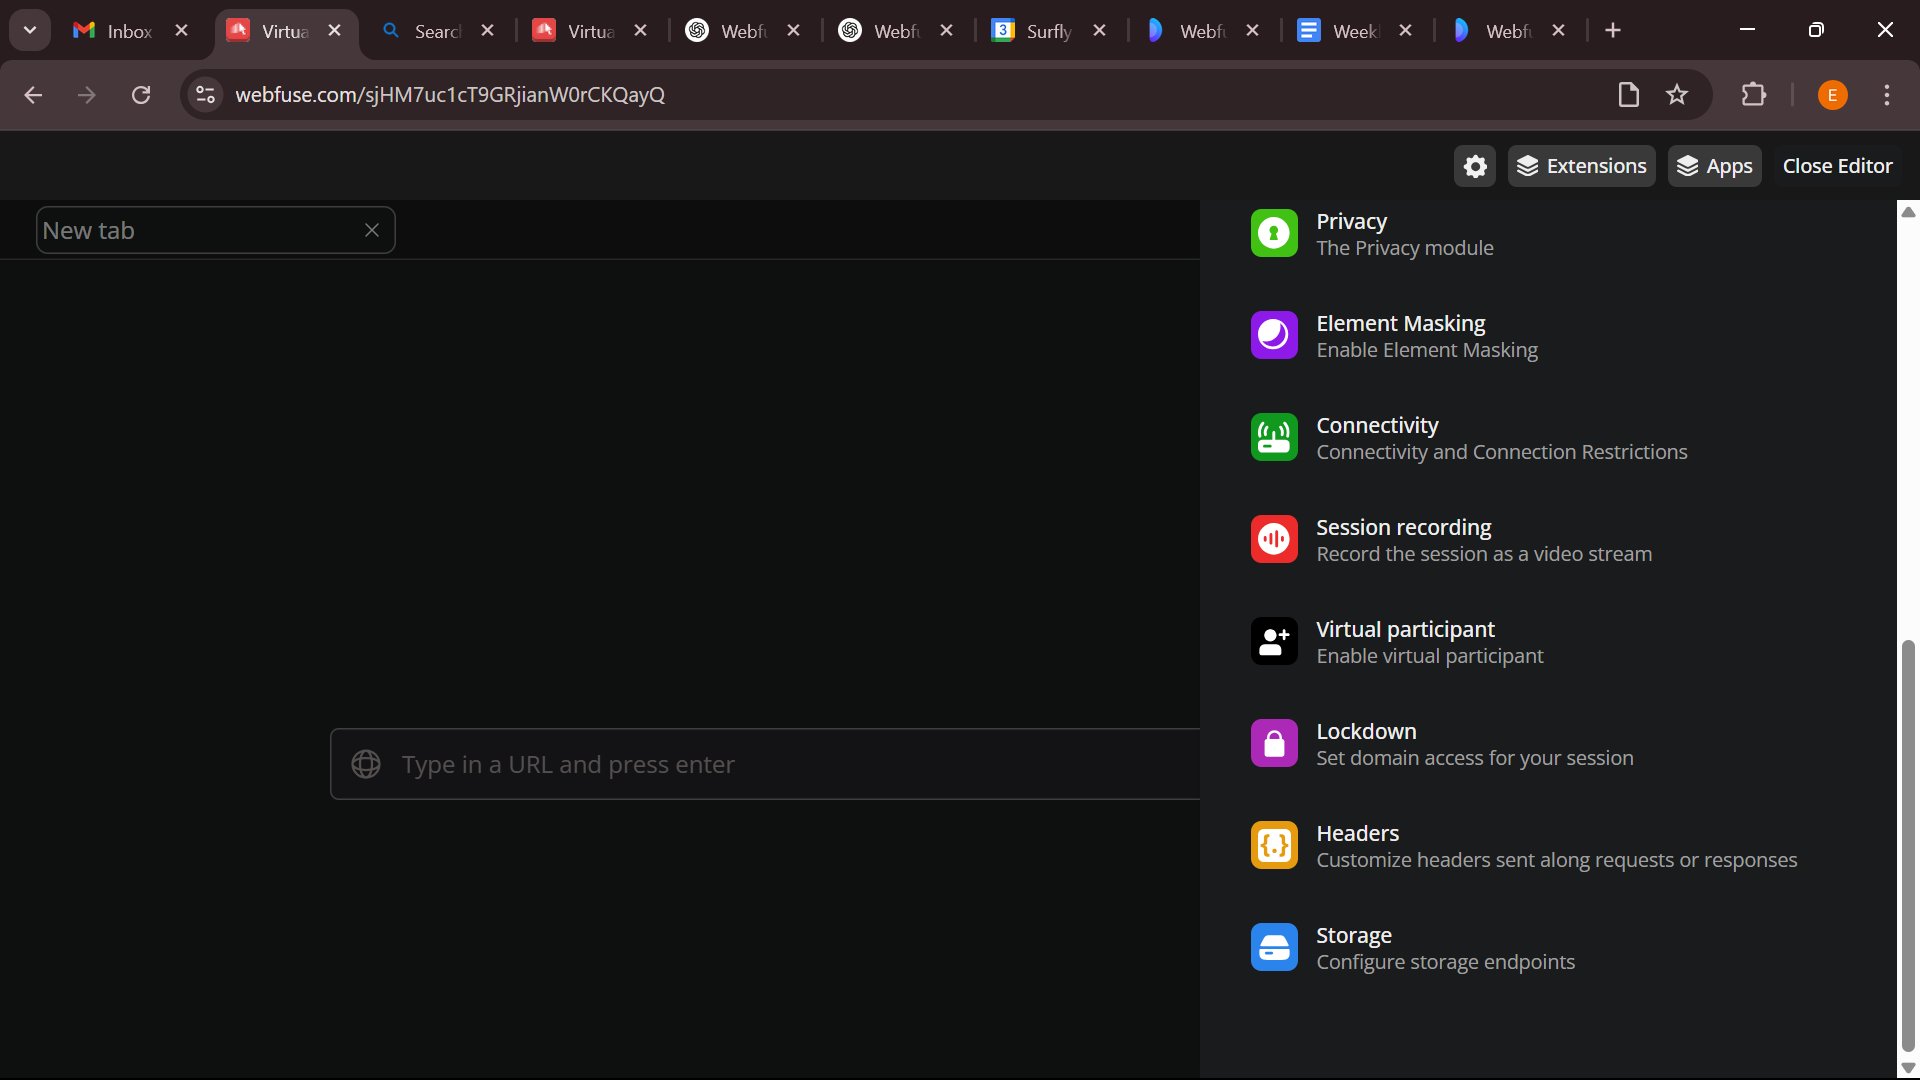 Inbox
Virtua
Searc
Virtua
Webfu
Webfu
3
Surfly
Webfu
Week
Webfu
webfuse.com/sjHM7uc1cT9GRjianW0rCKQayQ
E
Extensions
Apps
Close Editor
New tab
Privacy
The Privacy module
Element Masking
Enable Element Masking
Connectivity
Connectivity and Connection Restrictions
Session recording
Record the session as a video stream
Virtual participant
Enable virtual participant
Type in a URL and press enter
Lockdown
Set domain access for your session
{.}
Headers
Customize headers sent along requests or responses
Storage
Configure storage endpoints